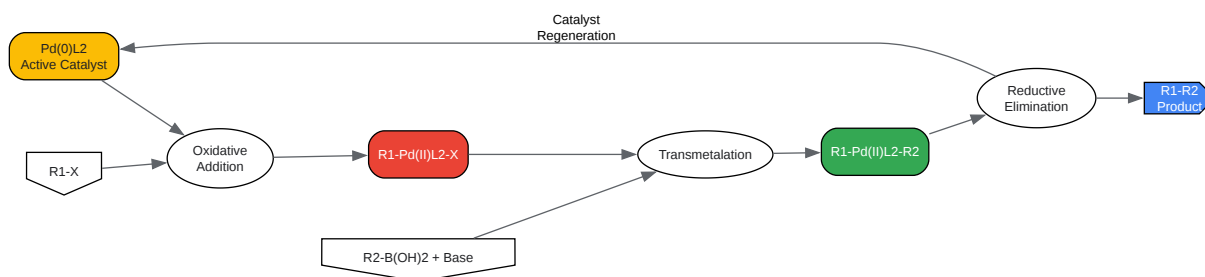 Catalyst
Regeneration
Pd(0)L2
Active Catalyst
Reductive
Elimination
R1-R2
Product
Oxidative
Addition
R1-Pd(II)L2-X
Transmetalation
R1-Pd(II)L2-R2
R1-X
R2-B(OH)2 + Base